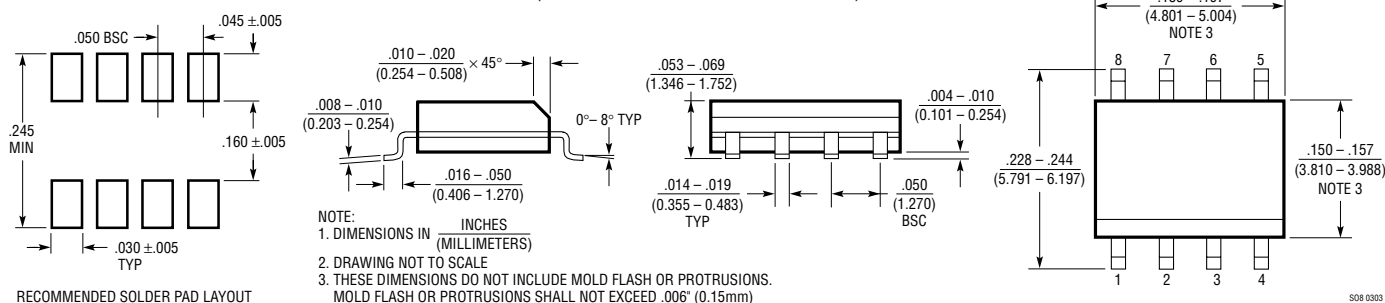 .050 BSC
.045 ±.005
.245
MIN
.160 ±.005
.030 ±.005
TYP
RECOMMENDED SOLDER PAD LAYOUT
.010 – .020
(0.254 – 0.508)
× 45°
.008 – .010
(0.203 – 0.254)
0°– 8° TYP
.016 – .050
(0.406 – 1.270)
.053 – .069
(1.346 – 1.752)
.004 – .010
(0.101 – 0.254)
.014 – .019
(0.355 – 0.483)
TYP
.050
(1.270)
BSC
NOTE:
1. DIMENSIONS IN INCHES
(MILLIMETERS)
2. DRAWING NOT TO SCALE
3. THESE DIMENSIONS DO NOT INCLUDE MOLD FLASH OR PROTRUSIONS.
MOLD FLASH OR PROTRUSIONS SHALL NOT EXCEED .006" (0.15mm)
(4.801 – 5.004)
NOTE 3
8 7 6 5
.228 – .244
(5.791 – 6.197)
.150 – .157
(3.810 – 3.988)
NOTE 3
1 2 3 4
SO8 0303